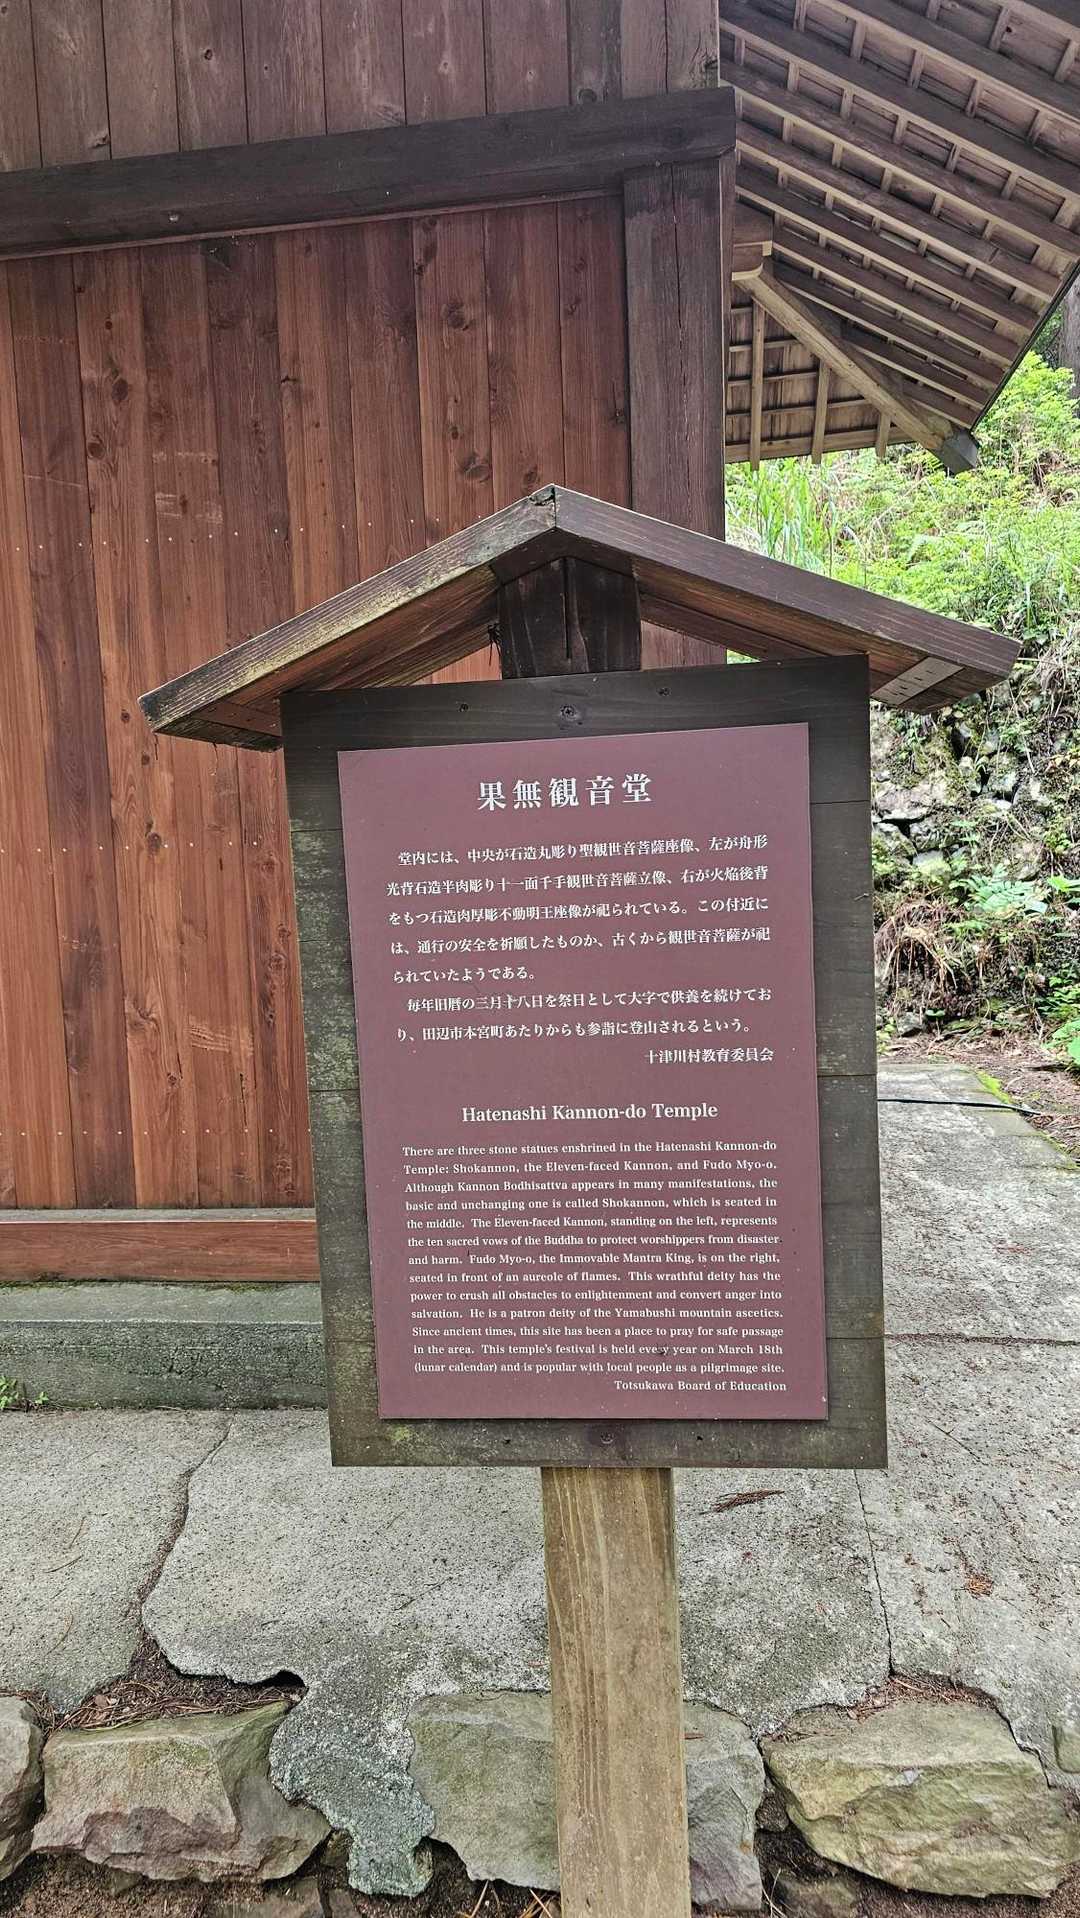 果無観音堂
堂内には、中央が石造丸彫り聖観世音菩薩座像、左が舟形
光背石造半肉彫り十一面千手観世音菩薩立像、右が火焔後背
をもつ石造肉厚彫不動明王座像が祀られている。この付近に
は、通行の安全を祈願したものか、古くから観世音菩薩が祀
られていたようである。
毎年旧暦の三月十八日を祭日として大字で供養を続けてお
り、田辺市本宮町あたりからも参詣に登山されるという。
十津川村教育委員会
Hatenashi Kannon-do Temple
There are three stone statues enshrined in the Hatenashi Kannon-do
Temple: Shokannon, the Eleven-faced Kannon, and Fudo Myo-o.
Although Kannon Bodhisattva appears in many manifestations, the
basic and unchanging one is called Shokannon, which is seated in
the middle. The Eleven-faced Kannon, standing on the left, represents
the ten sacred vows of the Buddha to protect worshippers from disaster
and harm. Fudo Myo-o, the Immovable Mantra King, is on the right,
seated in front of an aureole of flames. This wrathful deity has the
power to crush all obstacles to enlightenment and convert anger into
salvation. He is a patron deity of the Yamabushi mountain ascetics.
Since ancient times, this site has been a place to pray for safe passage
in the area. This temple's festival is held every year on March 18th
(lunar calendar) and is popular with local people as a pilgrimage site.
Totsukawa Board of Education